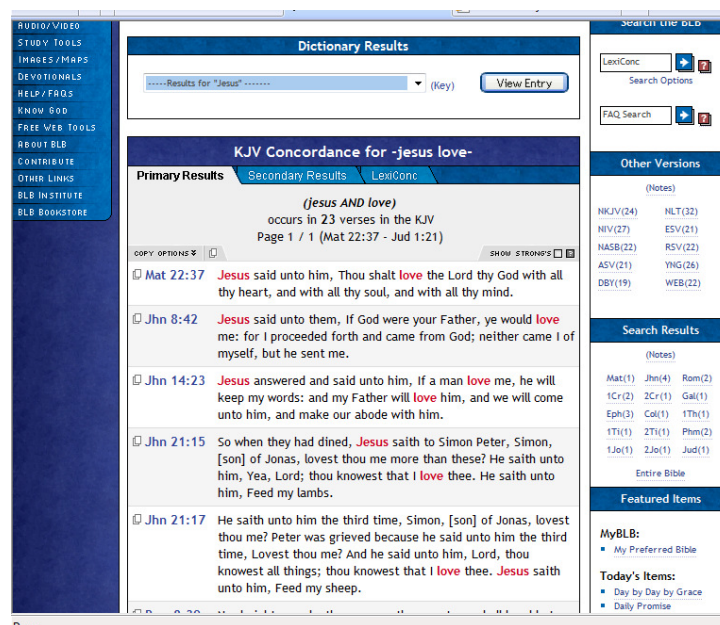 AUDIO/VIDEO
STUDY TOOLS
IMAGES/MAPS
DEVOTIONALS
HELP/FAQS
KNOW GOD
FREE WEB TOOLS
ABOUT BLB
CONTRIBUTE
OTHER LINKS
BLB INSTITUTE
BLB BOOKSTORE
Dictionary Results
-----Results for "Jesus" -------
(Key)
View Entry
KJV Concordance for -jesus love-
Primary Results
Secondary Results
LexiConc
(jesus AND love)
occurs in 23 verses in the KJV
Page 1 / 1 (Mat 22:37 - Jud 1:21)
COPY OPTIONS
SHOW STRONG'S
Mat 22:37 Jesus said unto him, Thou shalt love the Lord thy God with all
thy heart, and with all thy soul, and with all thy mind.
Jhn 8:42 Jesus said unto them, If God were your Father, ye would love
me: for I proceeded forth and came from God; neither came I of
myself, but he sent me.
Jhn 14:23 Jesus answered and said unto him, If a man love me, he will
keep my words: and my Father will love him, and we will come
unto him, and make our abode with him.
Jhn 21:15 So when they had dined, Jesus saith to Simon Peter, Simon,
[son] of Jonas, lovest thou me more than these? He saith unto
him, Yea, Lord; thou knowest that I love thee. He saith unto
him, Feed my lambs.
Jhn 21:17 He saith unto him the third time, Simon, [son] of Jonas, lovest
thou me? Peter was grieved because he said unto him the third
time, Lovest thou me? And he said unto him, Lord, thou
knowest all things; thou knowest that I love thee. Jesus saith
unto him, Feed my sheep.
Search the BLB
LexiConc
Search Options
FAQ Search
Other Versions
(Notes)
NKJV(24) NLT(32)
NIV(27) ESV(21)
NASB(22) RSV(22)
ASV(21) YNG(26)
DBY(19) WEB(22)
Search Results
(Notes)
Mat(1) Jhn(4) Rom(2)
1Cr(2) 2Cr(1) Gal(1)
Eph(3) Col(1) 1Th(1)
1Ti(1) 2Ti(1) Phm(2)
1Jo(1) 2Jo(1) Jud(1)
Entire Bible
Featured Items
MyBLB:
My Preferred Bible
Today's Items:
Day by Day by Grace
Daily Promise